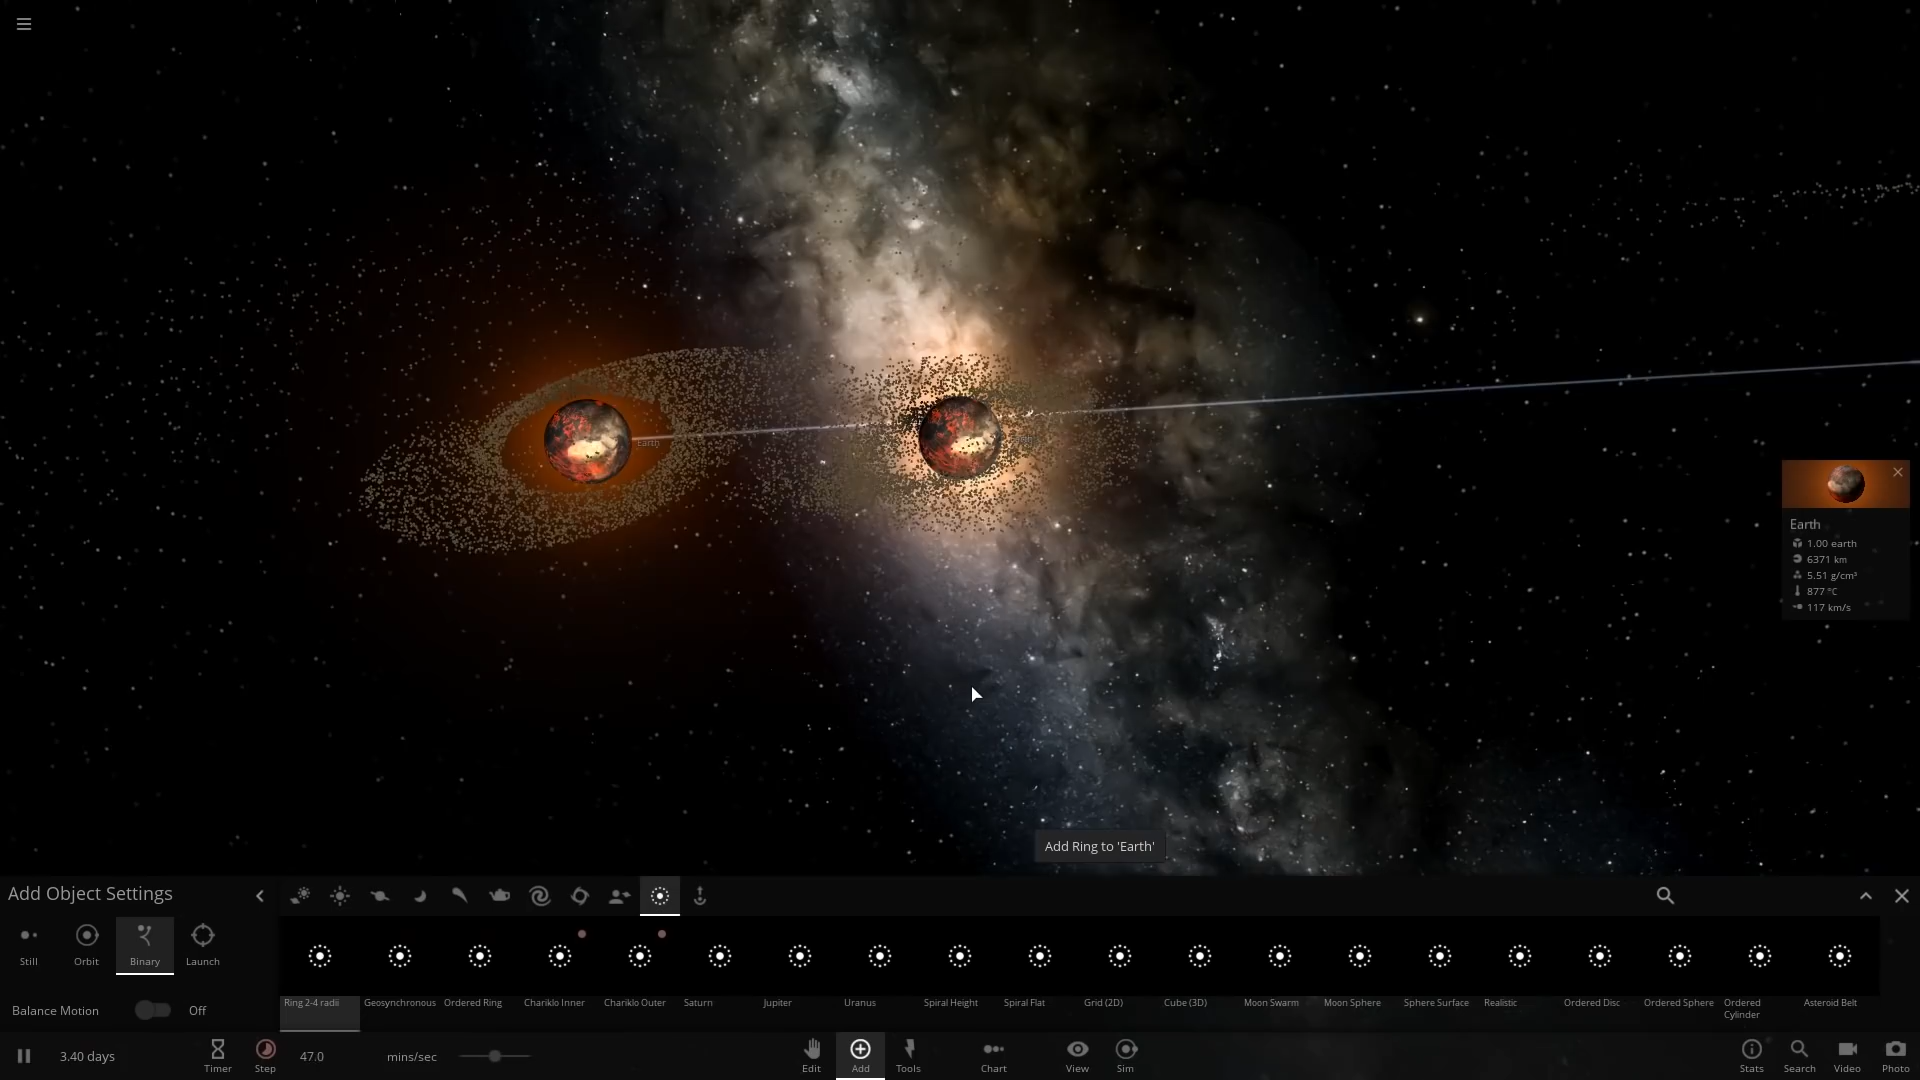 Earth
Earth
Earth
1.00 earth
6371 km
5.51 g/cm³
877 °C
117 km/s
Add Ring to 'Earth'
Add Object Settings
Still
Orbit
Binary
Launch
Balance Motion
Off
Ring 2-4 radii
Geosynchronous
Ordered Ring
Chariklo Inner
Chariklo Outer
Saturn
Jupiter
Uranus
Spiral Height
Spiral Flat
Grid (2D)
Cube (3D)
Moon Swarm
Moon Sphere
Sphere Surface
Realistic
Ordered Disc
Ordered Sphere
Ordered
Cylinder
Asteroid Belt
3.40 days
Timer
Step
47.0
mins/sec
Edit
Add
Tools
Chart
View
Sim
Stats
Search
Video
Photo